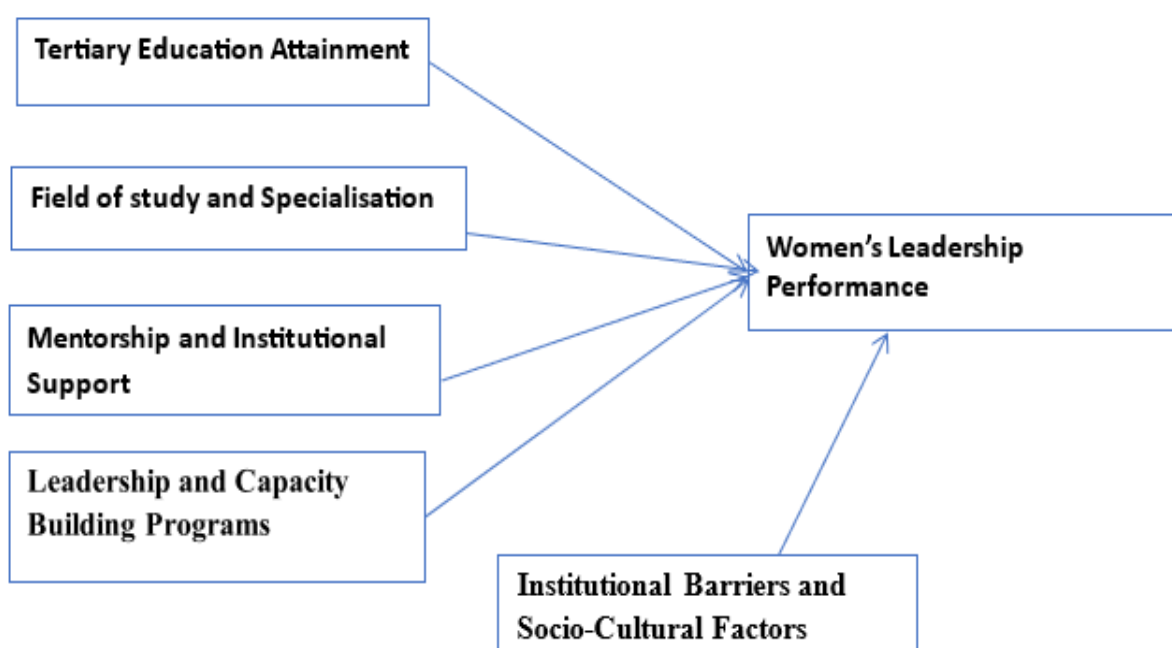 Tertiary Education Attainment
Field of study and Specialisation
Women’s Leadership
Performance
Mentorship and Institutional
Support
Leadership and Capacity
Building Programs
Institutional Barriers and
Socio-Cultural Factors